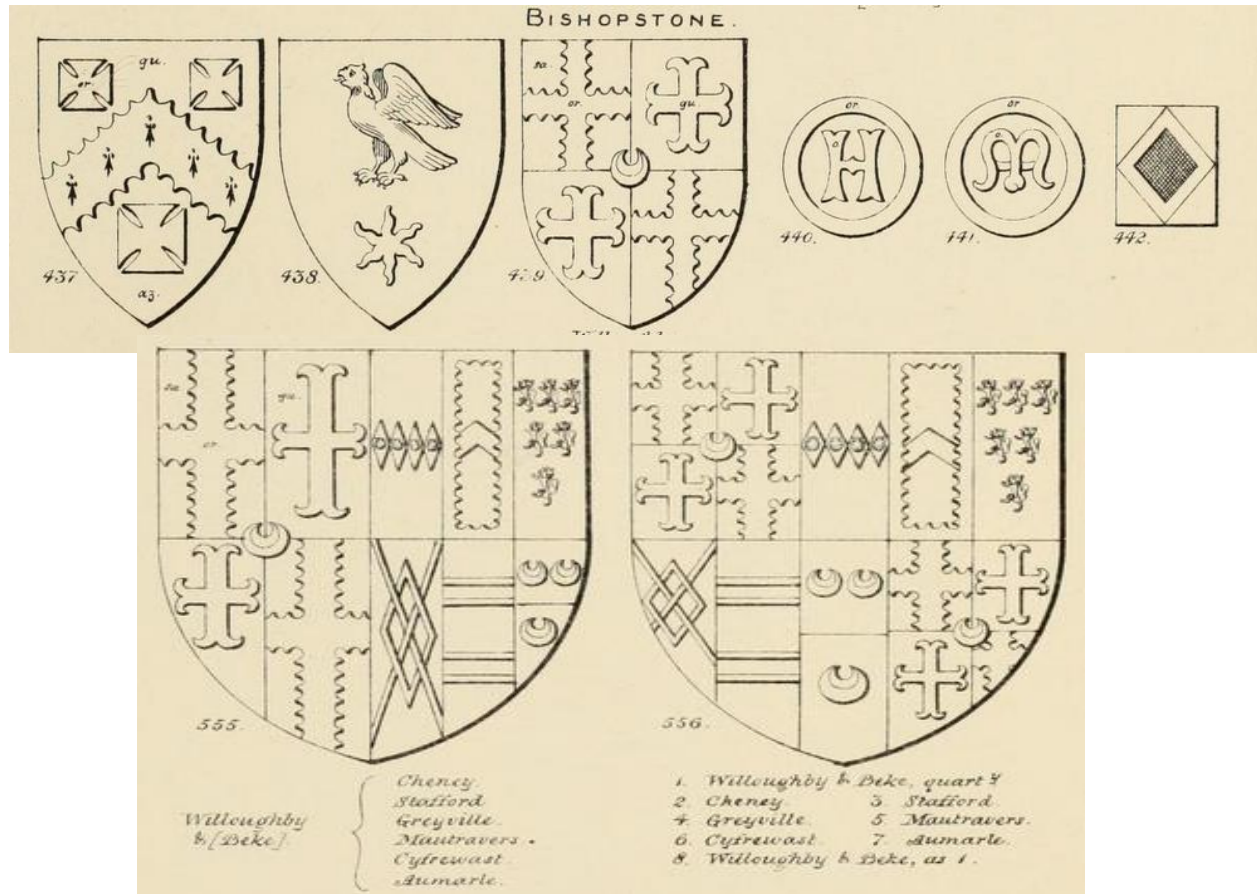 BISHOPSTONE.
gu.
or.
az.
437
438.
sa.
or.
gu.
439.
or
440.
or
441.
442.
sa.
or
gu.
555.
556.
Willoughby
& [Beke].
Cheney.
Stafford
Greyville.
Mautravers.
Cyfrewast.
Aumarle.
1. Willoughby & Beke, quartly
2. Cheney. 3. Stafford.
4. Greyville. 5. Mautravers.
6. Cyfrewast. 7. Aumarle.
8. Willoughby & Beke, as 1.